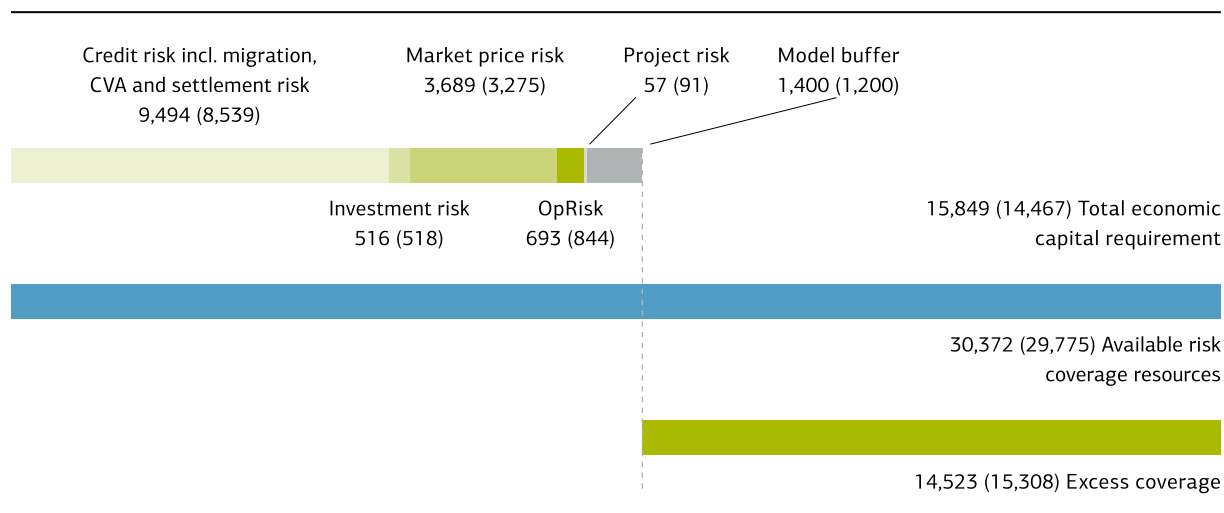 Credit risk incl. migration,
CVA and settlement risk
9,494 (8,539)
Market price risk
3,689 (3,275)
Project risk
57 (91)
Model buffer
1,400 (1,200)
Investment risk
516 (518)
OpRisk
693 (844)
15,849 (14,467) Total economic
capital requirement
30,372 (29,775) Available risk
coverage resources
14,523 (15,308) Excess coverage